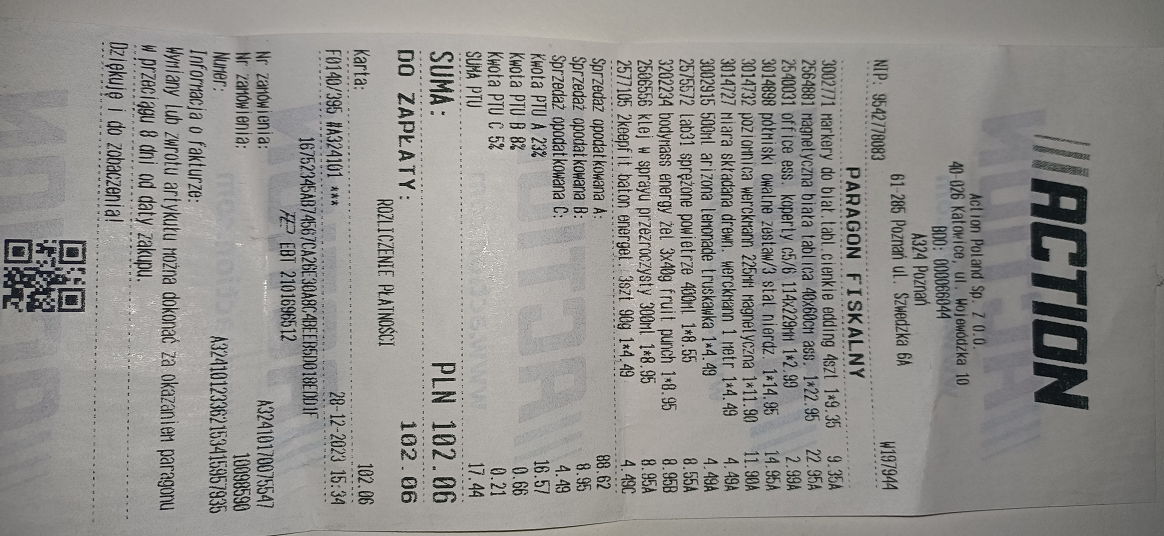 ACTION
Action Poland Sp. Z O.O.
40-026 Katowice, ul. Wojewódzka 10
BDO: 000066944
A324 Poznań
61-285 Poznań ul. Szwedzka 6A
NIP: 9542770083 W197944
PARAGON FISKALNY
3002771 markery do biał.tabl.cienkie edding 4szt 1*9.35 9.35A
2564881 magnetyczna biała tablica 40x60cm ass. 1*22.95 22.95A
2540031 office ess. koperty c5/6 114x229mm 1*2.99 2.99A
3014898 półmiski owalne zestaw/3 stal nierdz. 1*14.95 14.95A
3014732 poziomica werckmann 225mm magnetyczna 1*11.90 11.90A
3014727 miara składana drewn. werckmann 1 metr 1*4.49 4.49A
3002915 500ml arizona lemonade truskawka 1*4.49 4.49A
2575572 lab31 sprężone powietrze 400ml 1*8.55 8.55A
3202234 bodymass energy żel 3x40g fruit punch 1*8.95 8.95B
2506556 klej w sprayu przezroczysty 300ml 1*8.95 8.95A
2577105 2keepfit baton energet. 3szt 90g 1*4.49 4.49C
Sprzedaż opodatkowana A: 88.62
Sprzedaż opodatkowana B: 8.95
Sprzedaż opodatkowana C: 4.49
Kwota PTU A 23% 16.57
Kwota PTU B 8% 0.66
Kwota PTU C 5% 0.21
SUMA PTU 17.44
SUMA: PLN 102.06
DO ZAPŁATY: 102.06
ROZLICZENIE PŁATNOŚCI
Karta: 102.06
F0140/395 #A324101 *** 28-12-2023 15:34
EBT 2101696512
Nr zamówienia: A324101700755​47
Nr zamówienia: 10098590
Numer: A3241012336215341595793​5
Informacja o fakturze:
Wymiany lub zwrotu artykułu można dokonać za okazaniem paragonu
w przeciągu 8 dni od daty zakupu.
Dziękuję i do zobaczenia!